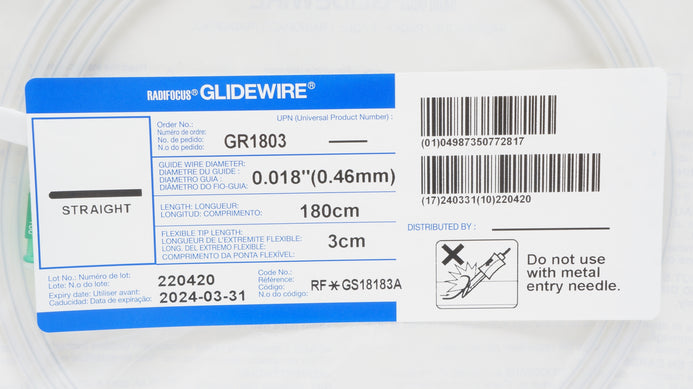 RADIFOCUS® GLIDEWIRE®
STRAIGHT
Order No.:
Numéro de ordre:
No. de pedido:
N.o do pedido:
GR1803
UPN (Universal Product Number) :
GUIDE WIRE DIAMETER:
DIAMETRE DU GUIDE :
DIAMETRO GUIA :
DIÂMETRO DO FIO-GUIA:
0.018"(0.46mm)
LENGTH: LONGUEUR:
LONGITUD: COMPRIMENTO:
180cm
FLEXIBLE TIP LENGTH:
LONGUEUR DE L'EXTREMITE FLEXIBLE:
LONG. DEL EXTREMO FLEXIBLE:
COMPRIMENTO DA PONTA FLEXÍVEL:
3cm
Lot No.: Numéro de lot:
Lote: N.o do lote:
220420
Expiry date: Utiliser avant:
Caducidad: Data de expiração:
2024-03-31
Code No.:
Référence:
Código:
N.o do código:
RF*GS18183A
(01)04987350772817
(17)240331(10)220420
DISTRIBUTED BY :
Do not use
with metal
entry needle.